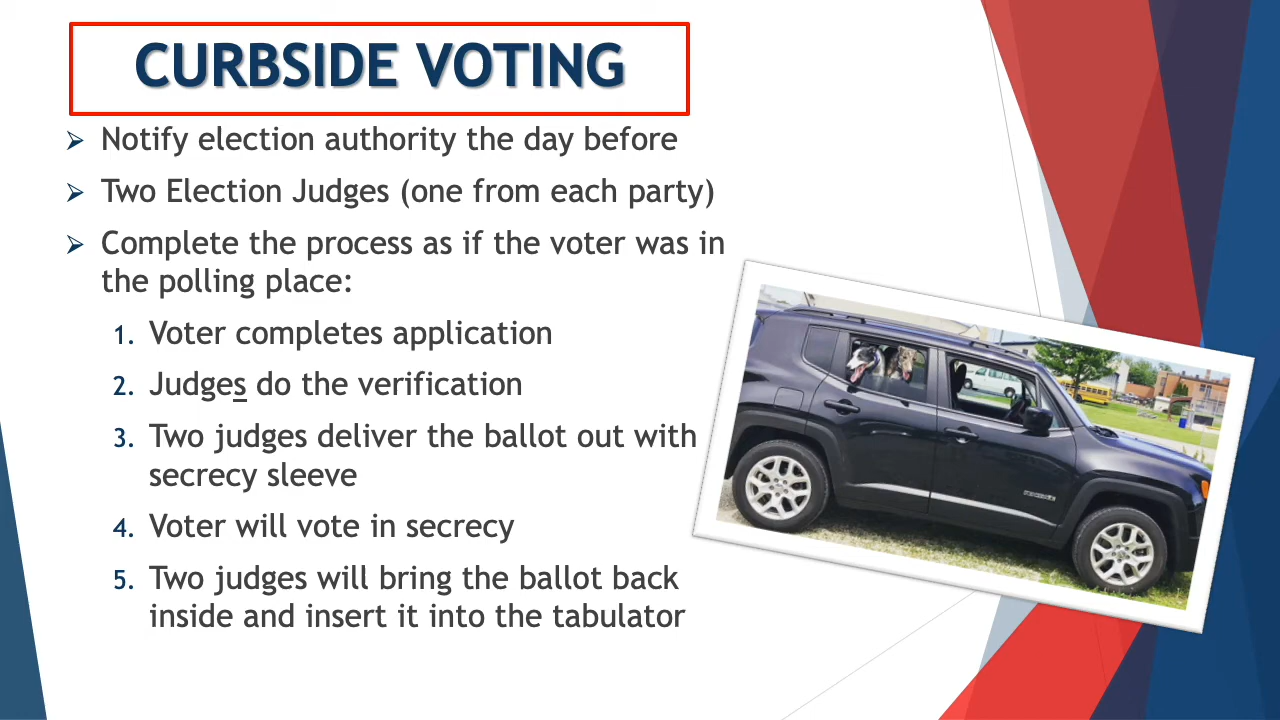 CURBSIDE VOTING
➢ Notify election authority the day before
➢ Two Election Judges (one from each party)
➢ Complete the process as if the voter was in
the polling place:
1. Voter completes application
2. Judges do the verification
3. Two judges deliver the ballot out with
secrecy sleeve
4. Voter will vote in secrecy
5. Two judges will bring the ballot back
inside and insert it into the tabulator